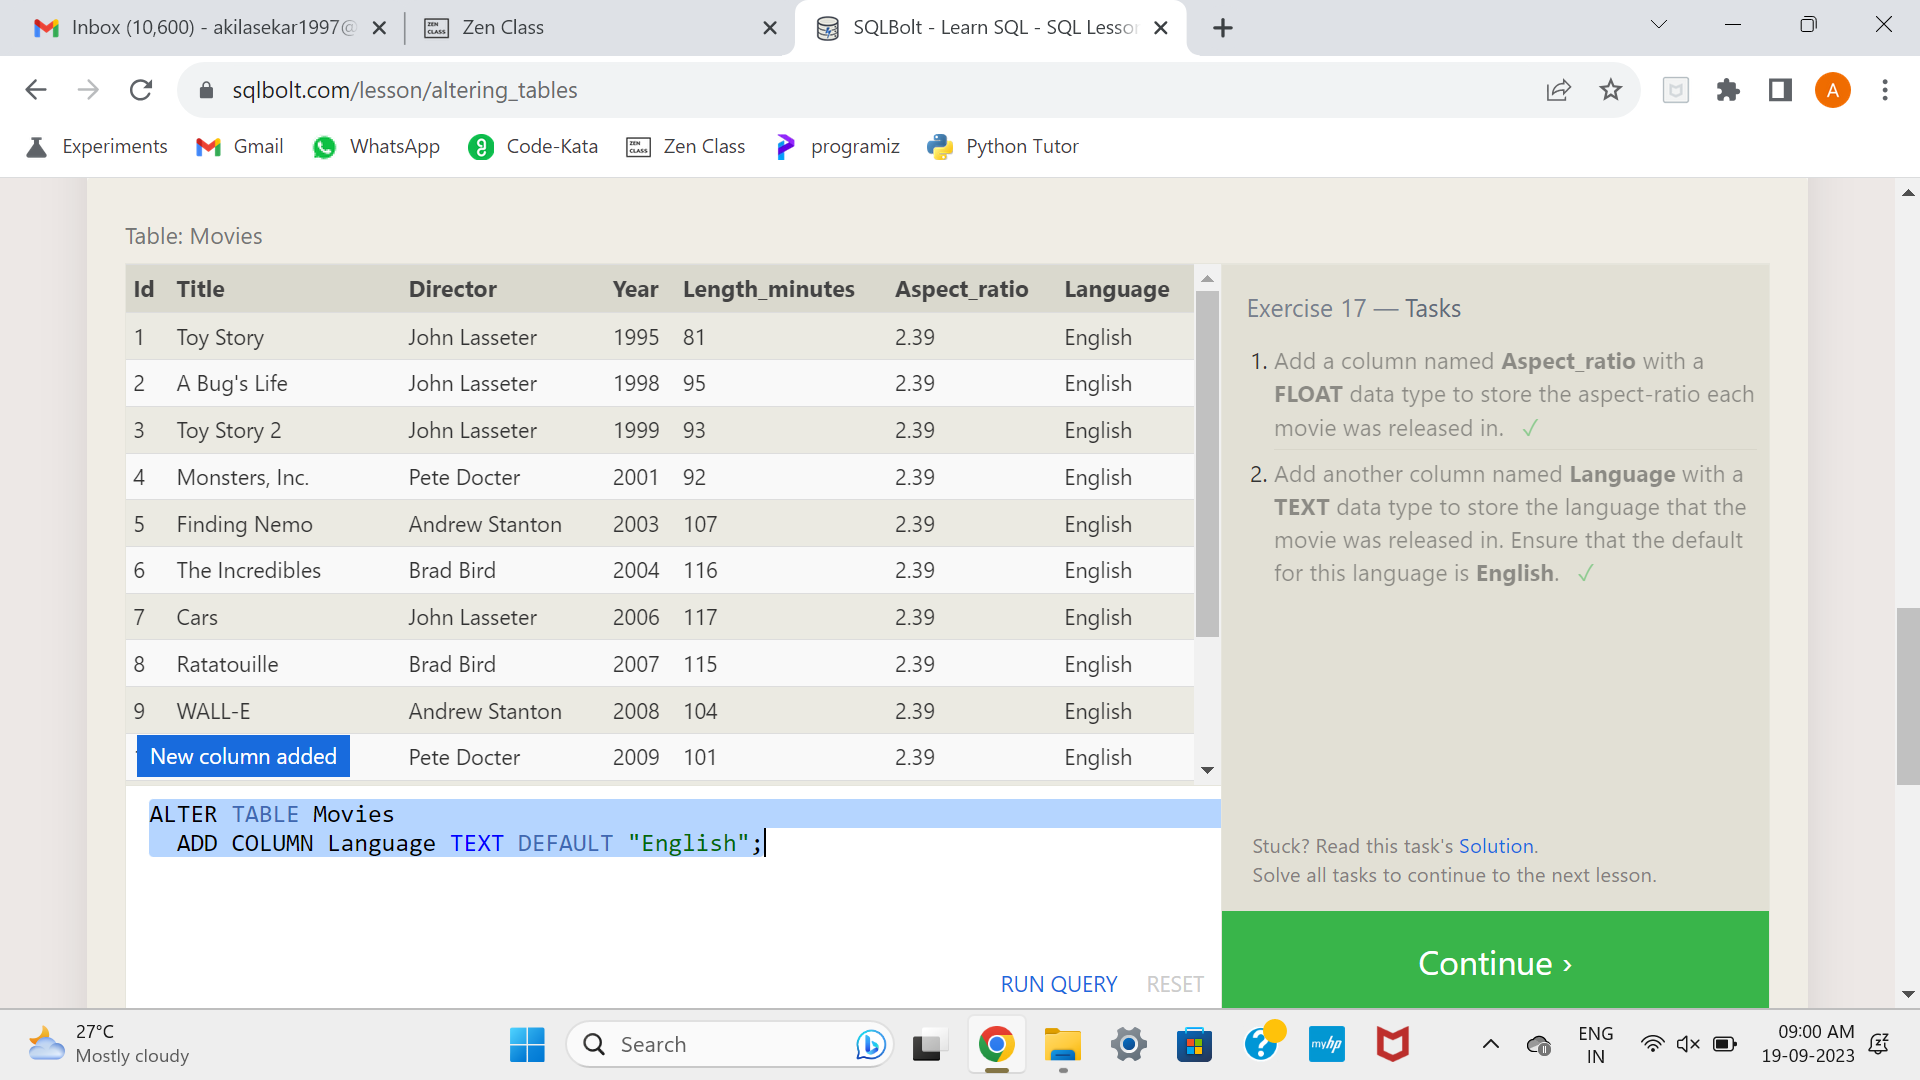 Inbox (10,600) - akilasekar1997@
Zen Class
SQLBolt - Learn SQL - SQL Lesson
sqlbolt.com/lesson/altering_tables
A
Experiments Gmail WhatsApp Code-Kata Zen Class programiz Python Tutor
Table: Movies
Id Title Director Year Length_minutes Aspect_ratio Language
1 Toy Story John Lasseter 1995 81 2.39 English
2 A Bug's Life John Lasseter 1998 95 2.39 English
3 Toy Story 2 John Lasseter 1999 93 2.39 English
4 Monsters, Inc. Pete Docter 2001 92 2.39 English
5 Finding Nemo Andrew Stanton 2003 107 2.39 English
6 The Incredibles Brad Bird 2004 116 2.39 English
7 Cars John Lasseter 2006 117 2.39 English
8 Ratatouille Brad Bird 2007 115 2.39 English
9 WALL-E Andrew Stanton 2008 104 2.39 English
New column added Pete Docter 2009 101 2.39 English
ALTER TABLE Movies
ADD COLUMN Language TEXT DEFAULT "English";
RUN QUERY RESET
Exercise 17 — Tasks
1. Add a column named Aspect_ratio with a
FLOAT data type to store the aspect-ratio each
movie was released in. ✓
2. Add another column named Language with a
TEXT data type to store the language that the
movie was released in. Ensure that the default
for this language is English. ✓
Stuck? Read this task's Solution.
Solve all tasks to continue to the next lesson.
Continue ›
27°C
Mostly cloudy
Search
myhp
ENG
IN
09:00 AM
19-09-2023